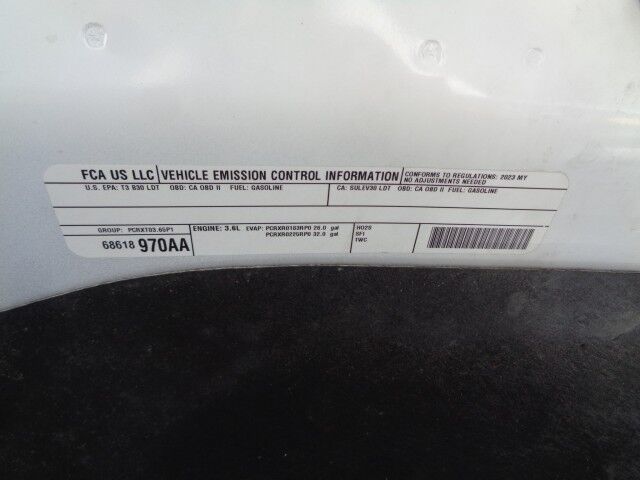 FCA US LLC VEHICLE EMISSION CONTROL INFORMATION CONFORMS TO REGULATIONS: 2023 MY
NO ADJUSTMENTS NEEDED
U.S. EPA: T3 B30 LDT OBD: CA OBD II FUEL: GASOLINE CA: SULEV30 LDT OBD: CA OBD II FUEL: GASOLINE
GROUP: PCRXT03.65P1 ENGINE: 3.6L EVAP: PCRXR0183RP0 26.0 gal HO2S
PCRXR0225RP0 32.0 gal SFI
68618 970AA TWC